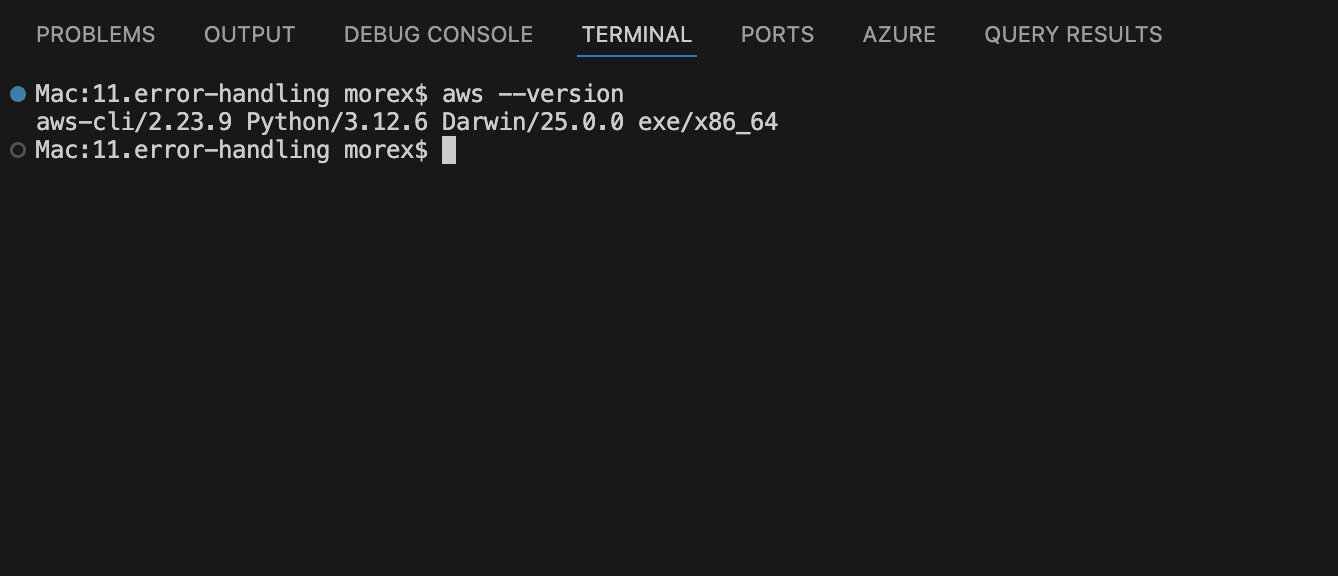 PROBLEMS OUTPUT DEBUG CONSOLE TERMINAL PORTS AZURE QUERY RESULTS
Mac:11.error-handling morex$ aws --version
aws-cli/2.23.9 Python/3.12.6 Darwin/25.0.0 exe/x86_64
Mac:11.error-handling morex$